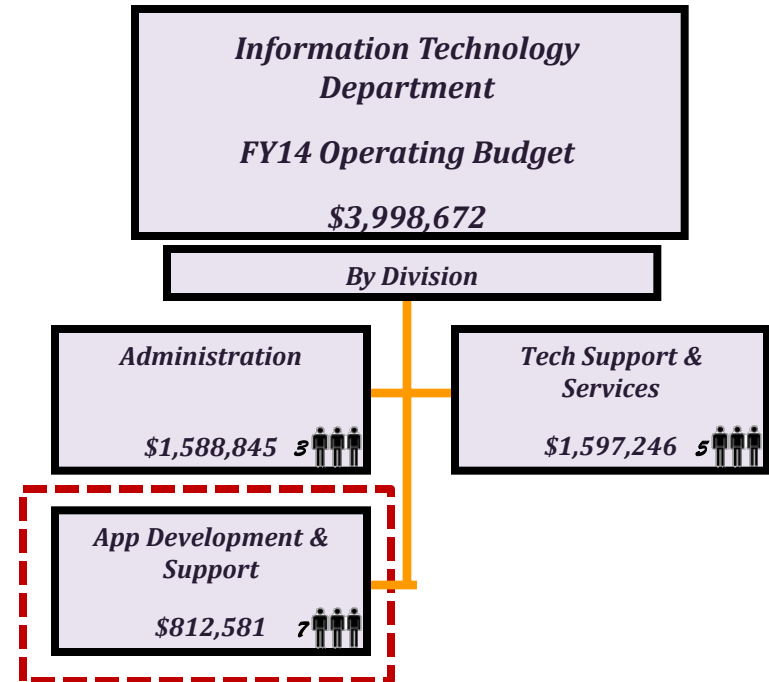 Information Technology
Department
FY14 Operating Budget
$3,998,672
By Division
Administration
$1,588,845 3
Tech Support &
Services
$1,597,246 5
App Development &
Support
$812,581 7